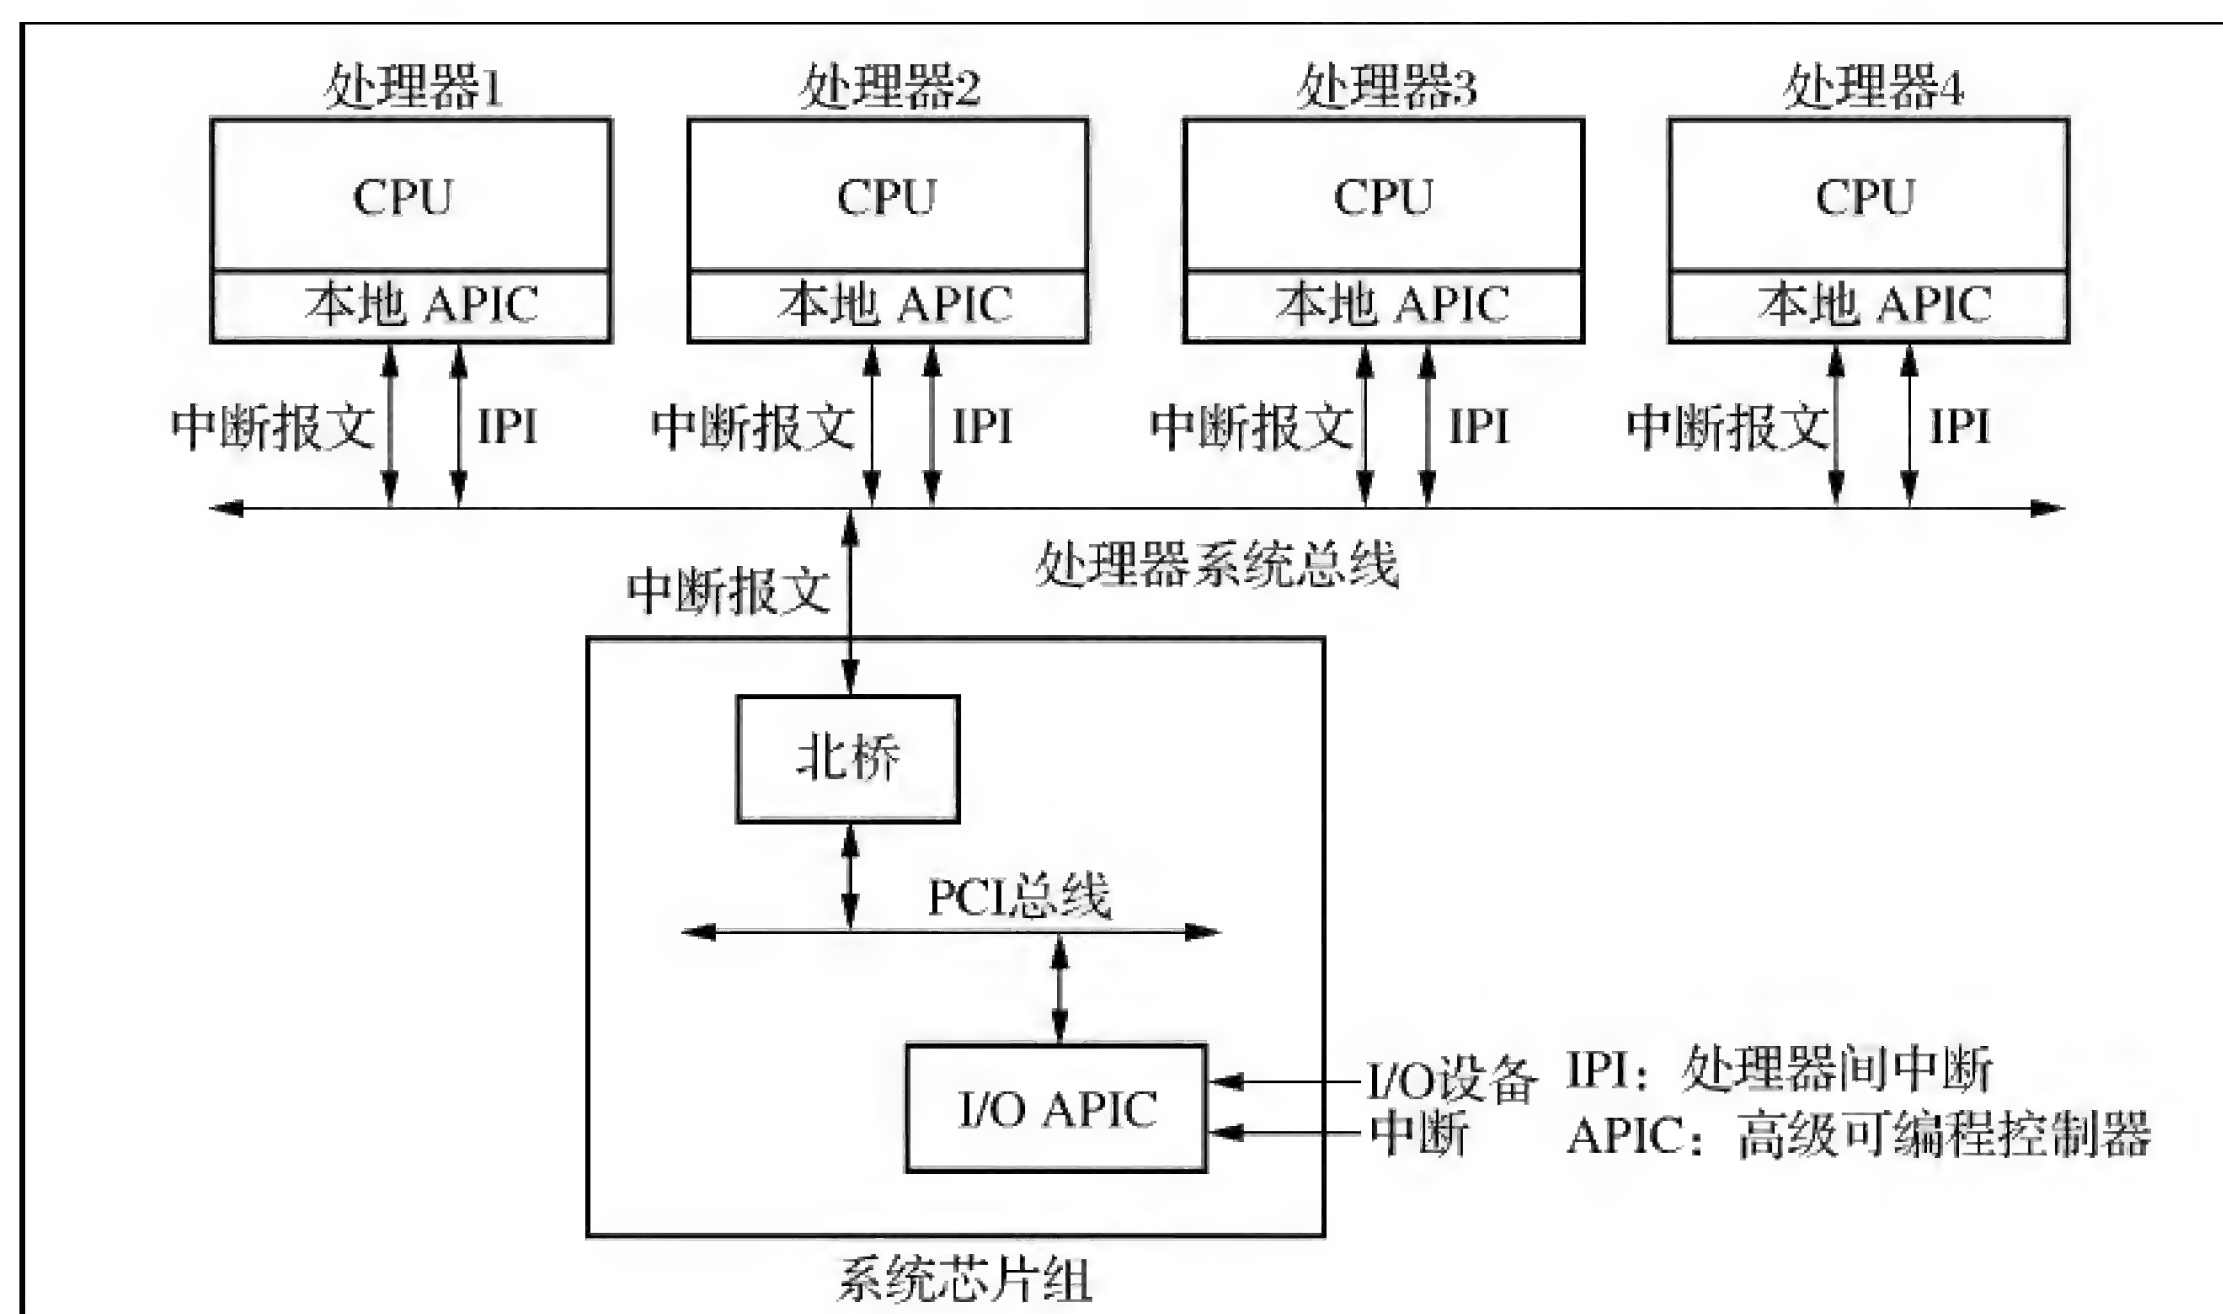 处理器1
处理器2
处理器3
处理器4
CPU
CPU
CPU
CPU
本地 APIC
本地 APIC
本地 APIC
本地 APIC
中断报文
IPI
中断报文
IPI
中断报文
IPI
中断报文
IPI
处理器系统总线
中断报文
北桥
PCI总线
I/O APIC
I/O设备
中断
IPI：处理器间中断
APIC：高级可编程控制器
系统芯片组